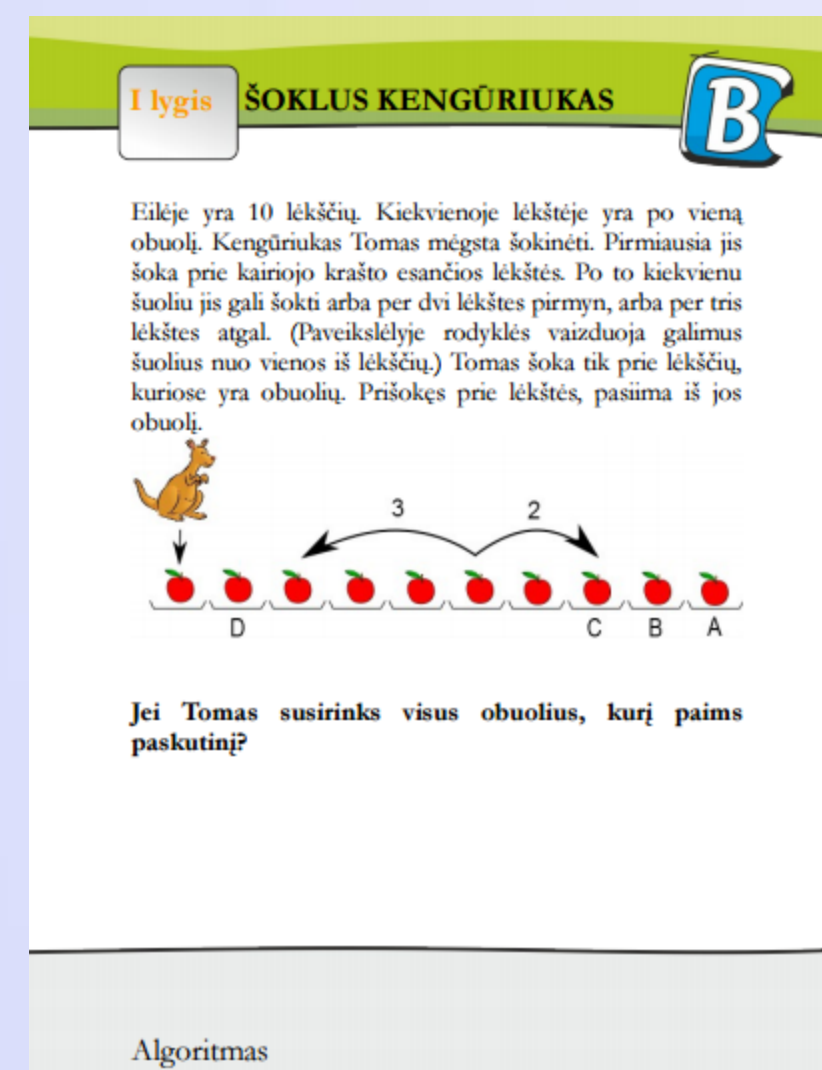 I lygis ŠOKLUS KENGŪRIUKAS
B
Eilėje yra 10 lėkščių. Kiekvienoje lėkštėje yra po vieną
obuolį. Kengūriukas Tomas mėgsta šokinėti. Pirmiausia jis
šoka prie kairiojo krašto esančios lėkštės. Po to kiekvienu
šuoliu jis gali šokti arba per dvi lėkštes pirmyn, arba per tris
lėkštes atgal. (Paveikslėlyje rodyklės vaizduoja galimus
šuolius nuo vienos iš lėkščių.) Tomas šoka tik prie lėkščių,
kuriose yra obuolių. Prišokęs prie lėkštės, pasiima iš jos
obuolį.
3 2
D C B A
Jei Tomas susirinks visus obuolius, kurį paims
paskutinį?
Algoritmas